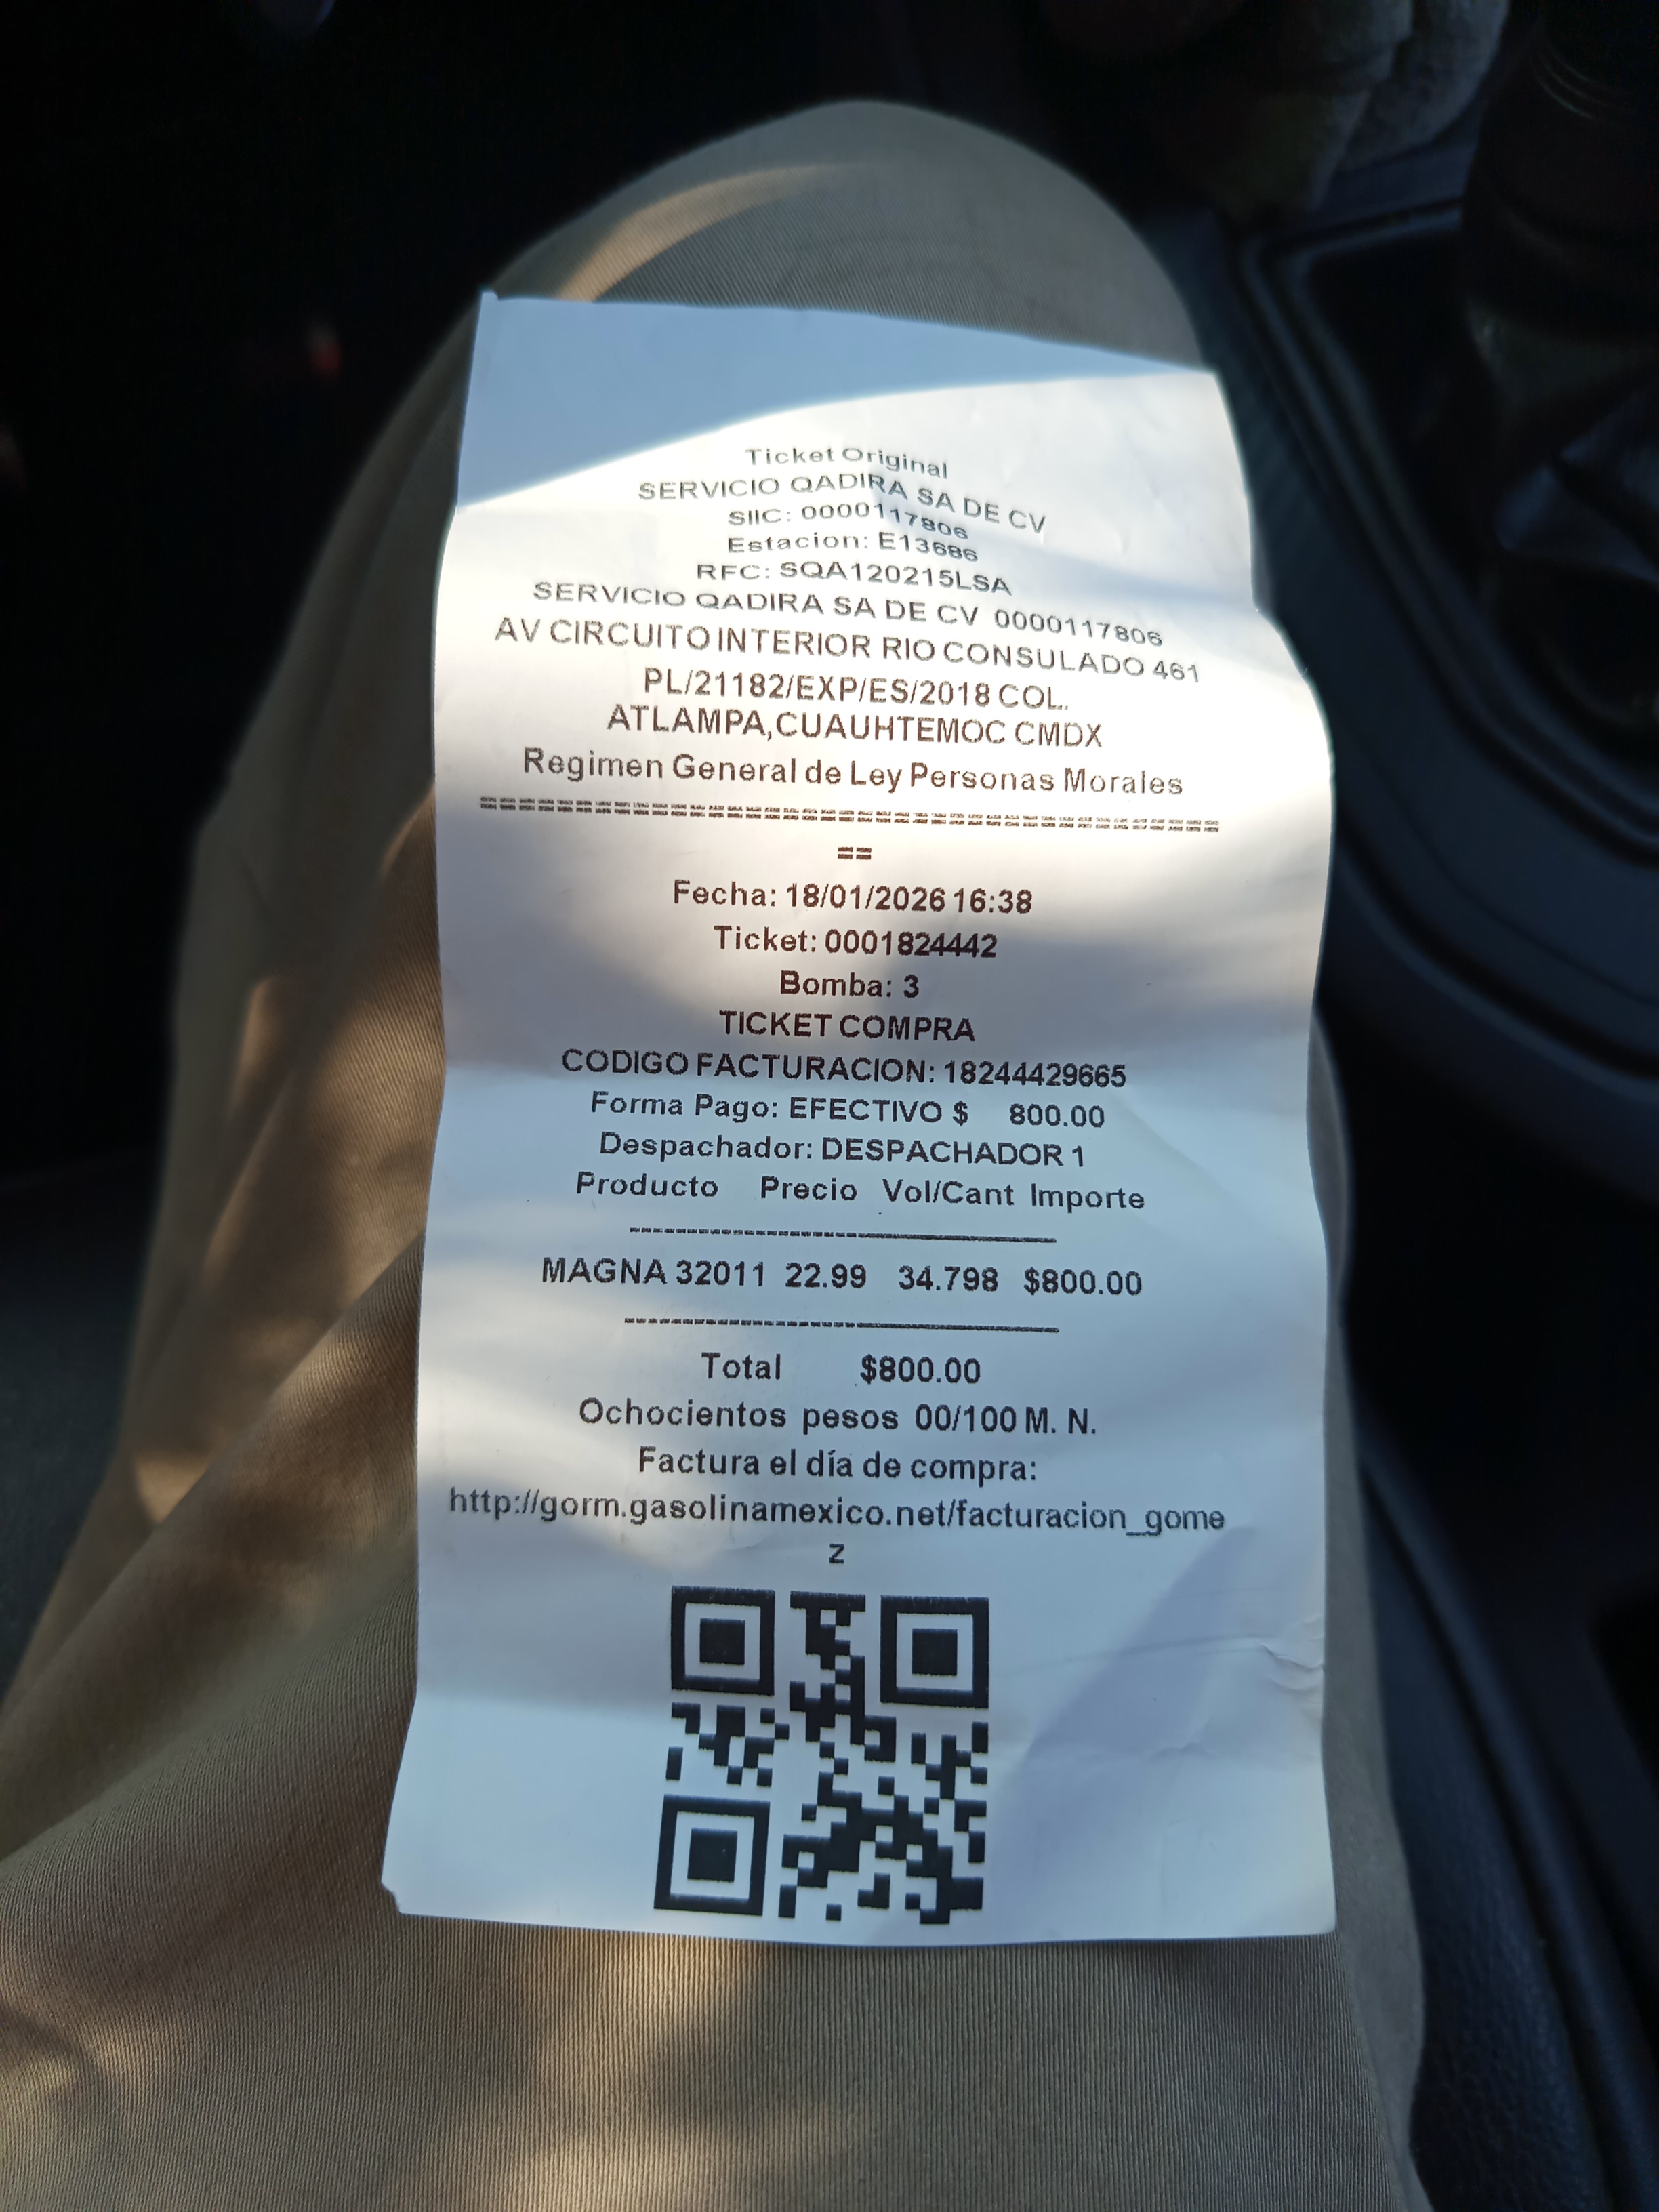 Ticket Original
SERVICIO QADIRA SA DE CV
SIIC: 0000117806
Estacion: E13686
RFC: SQA120215LSA
SERVICIO QADIRA SA DE CV 0000117806
AV CIRCUITO INTERIOR RIO CONSULADO 461
PL/21182/EXP/ES/2018 COL.
ATLAMPA,CUAUHTEMOC CMDX
Regimen General de Ley Personas Morales
==
Fecha: 18/01/2026 16:38
Ticket: 0001824442
Bomba: 3
TICKET COMPRA
CODIGO FACTURACION: 18244429665
Forma Pago: EFECTIVO $ 800.00
Despachador: DESPACHADOR 1
Producto Precio Vol/Cant Importe
MAGNA 32011 22.99 34.798 $800.00
Total $800.00
Ochocientos pesos 00/100 M. N.
Factura el día de compra:
http://gorm.gasolinamexico.net/facturacion_gome
z